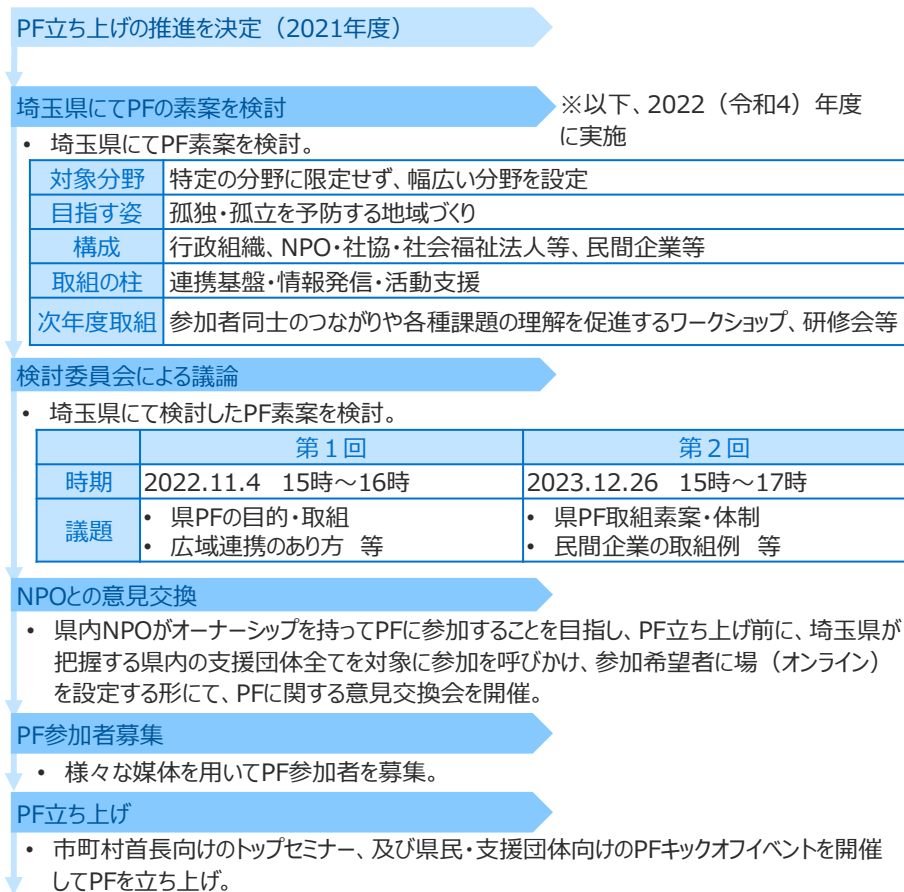 PF立ち上げの推進を決定（2021年度）
埼玉県にてPFの素案を検討
※以下、2022（令和4）年度
に実施
• 埼玉県にてPF素案を検討。
対象分野 特定の分野に限定せず、幅広い分野を設定
目指す姿 孤独・孤立を予防する地域づくり
構成 行政組織、NPO・社協・社会福祉法人等、民間企業等
取組の柱 連携基盤・情報発信・活動支援
次年度取組 参加者同士のつながりや各種課題の理解を促進するワークショップ、研修会等
検討委員会による議論
• 埼玉県にて検討したPF素案を検討。
第１回 第２回
時期 2022.11.4 15時～16時 2023.12.26 15時～17時
議題
• 県PFの目的・取組
• 広域連携のあり方 等
• 県PF取組素案・体制
• 民間企業の取組例 等
NPOとの意見交換
• 県内NPOがオーナーシップを持ってPFに参加することを目指し、PF立ち上げ前に、埼玉県が
把握する県内の支援団体全てを対象に参加を呼びかけ、参加希望者に場（オンライン）
を設定する形にて、PFに関する意見交換会を開催。
PF参加者募集
• 様々な媒体を用いてPF参加者を募集。
PF立ち上げ
• 市町村首長向けのトップセミナー、及び県民・支援団体向けのPFキックオフイベントを開催
してPFを立ち上げ。